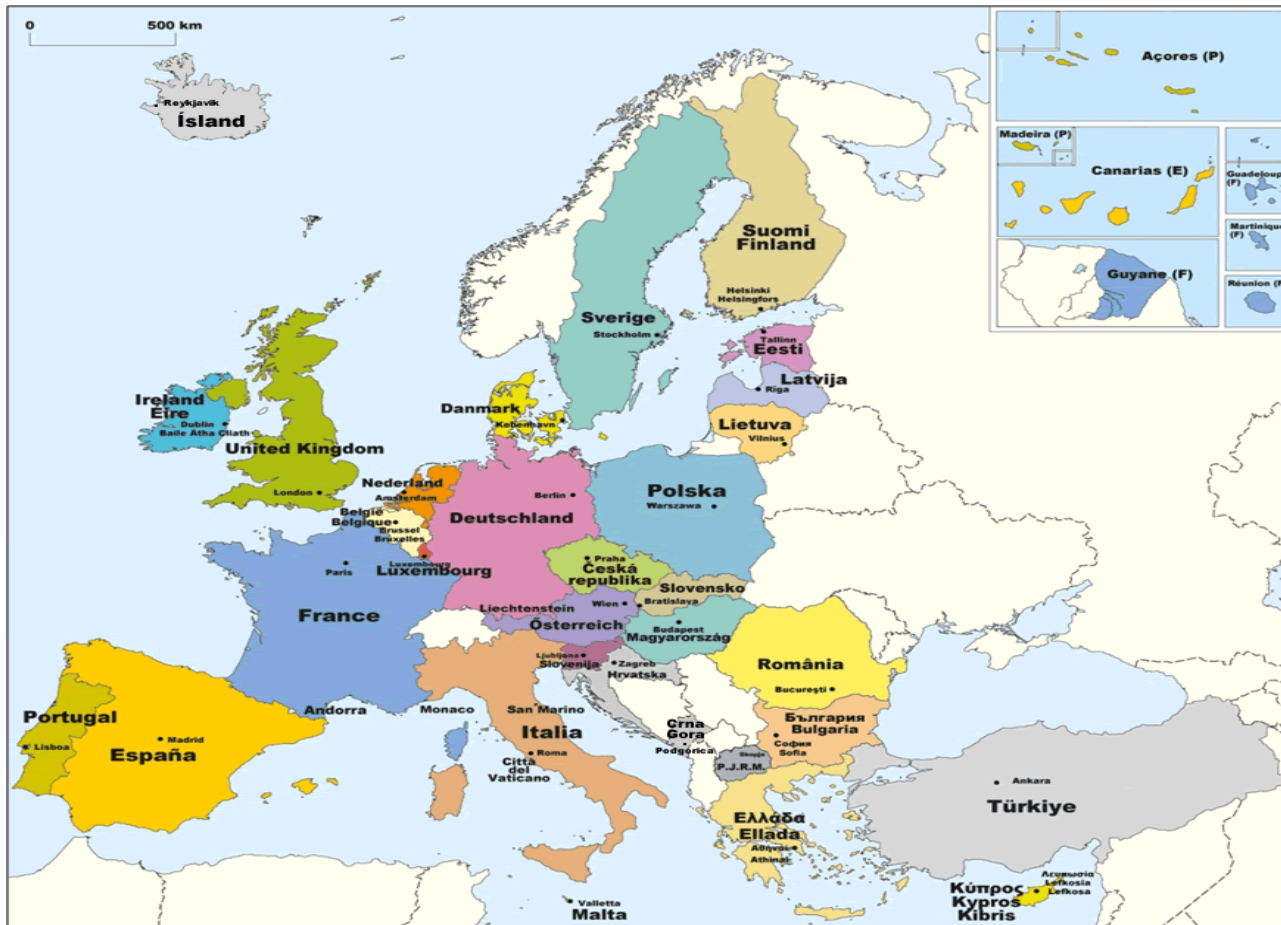 0 500 km
Reykjavik
Ísland
Açores (P)
Madeira (P)
Canarias (E)
Guadeloup
(F)
Martinique
(F)
Guyane (F)
Réunion (F
Suomi
Finland
Helsinki
Helsingfors
Sverige
Stockholm
Tallinn
Eesti
Latvija
Rīga
Lietuva
Vilnius
Danmark
København
Ireland
Éire
Dublin
Baile Átha Cliath
United Kingdom
London
Nederland
Amsterdam
België
Belgique
Brussel
Bruxelles
Luxembourg
Luxembourg
Deutschland
Berlin
Polska
Warszawa
Praha
Česká
republika
Slovensko
Bratislava
Liechtenstein
Wien
Österreich
Budapest
Magyarország
Paris
France
Ljubljana
Slovenija
Zagreb
Hrvatska
România
Bucureşti
Andorra
Monaco
San Marino
Italia
Roma
Città
del
Vaticano
Portugal
Lisboa
Madrid
España
Crna
Gora
Podgorica
Skopje
P.J.R.M.
България
Bulgaria
София
Sofia
Ελλάδα
Ellada
Αθήναι
Athinai
Ankara
Türkiye
Valletta
Malta
Λευκωσία
Lefkosia
Lefkosa
Κύπρος
Kypros
Kibris